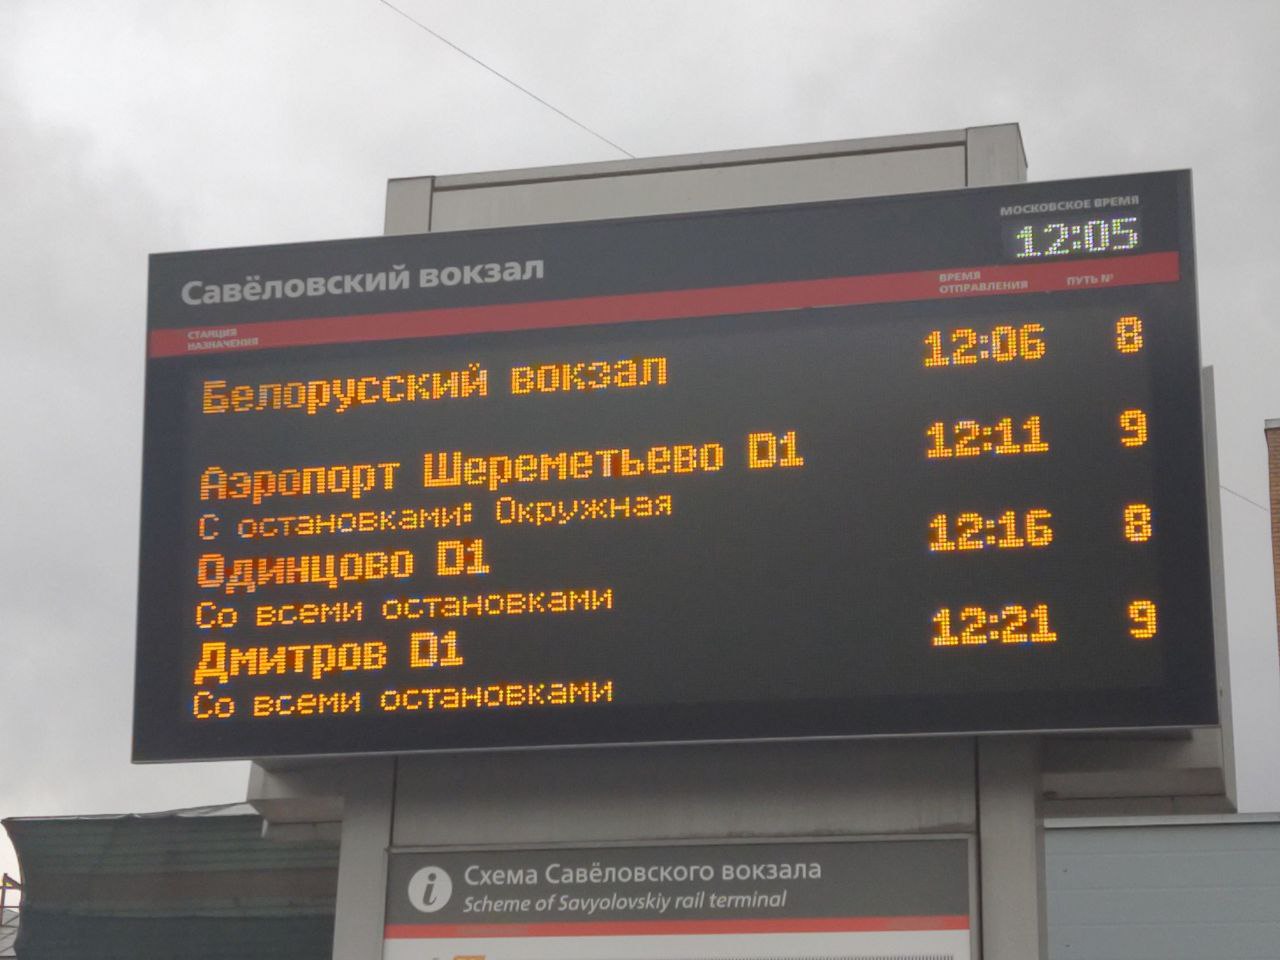 МОСКОВСКОЕ ВРЕМЯ
12:05
Савёловский вокзал
СТАНЦИЯ НАЗНАЧЕНИЯ ВРЕМЯ ОТПРАВЛЕНИЯ ПУТЬ №
Белорусский вокзал 12:06 8
Аэропорт Шереметьево D1 12:11 9
С остановками: Окружная
Одинцово D1 12:16 8
Со всеми остановками
Дмитров D1 12:21 9
Со всеми остановками
i Схема Савёловского вокзала
Scheme of Savyolovskiy rail terminal